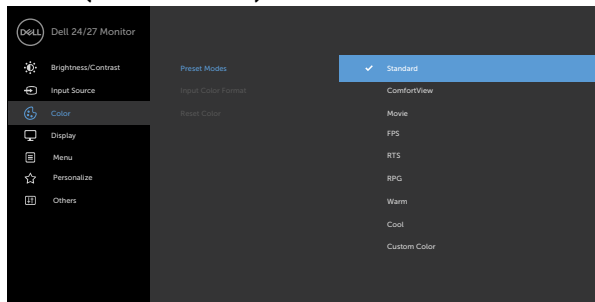 DELL Dell 24/27 Monitor
Brightness/Contrast
Input Source
Color
Display
Menu
Personalize
Others
Preset Modes
Input Color Format
Reset Color
Standard
ComfortView
Movie
FPS
RTS
RPG
Warm
Cool
Custom Color